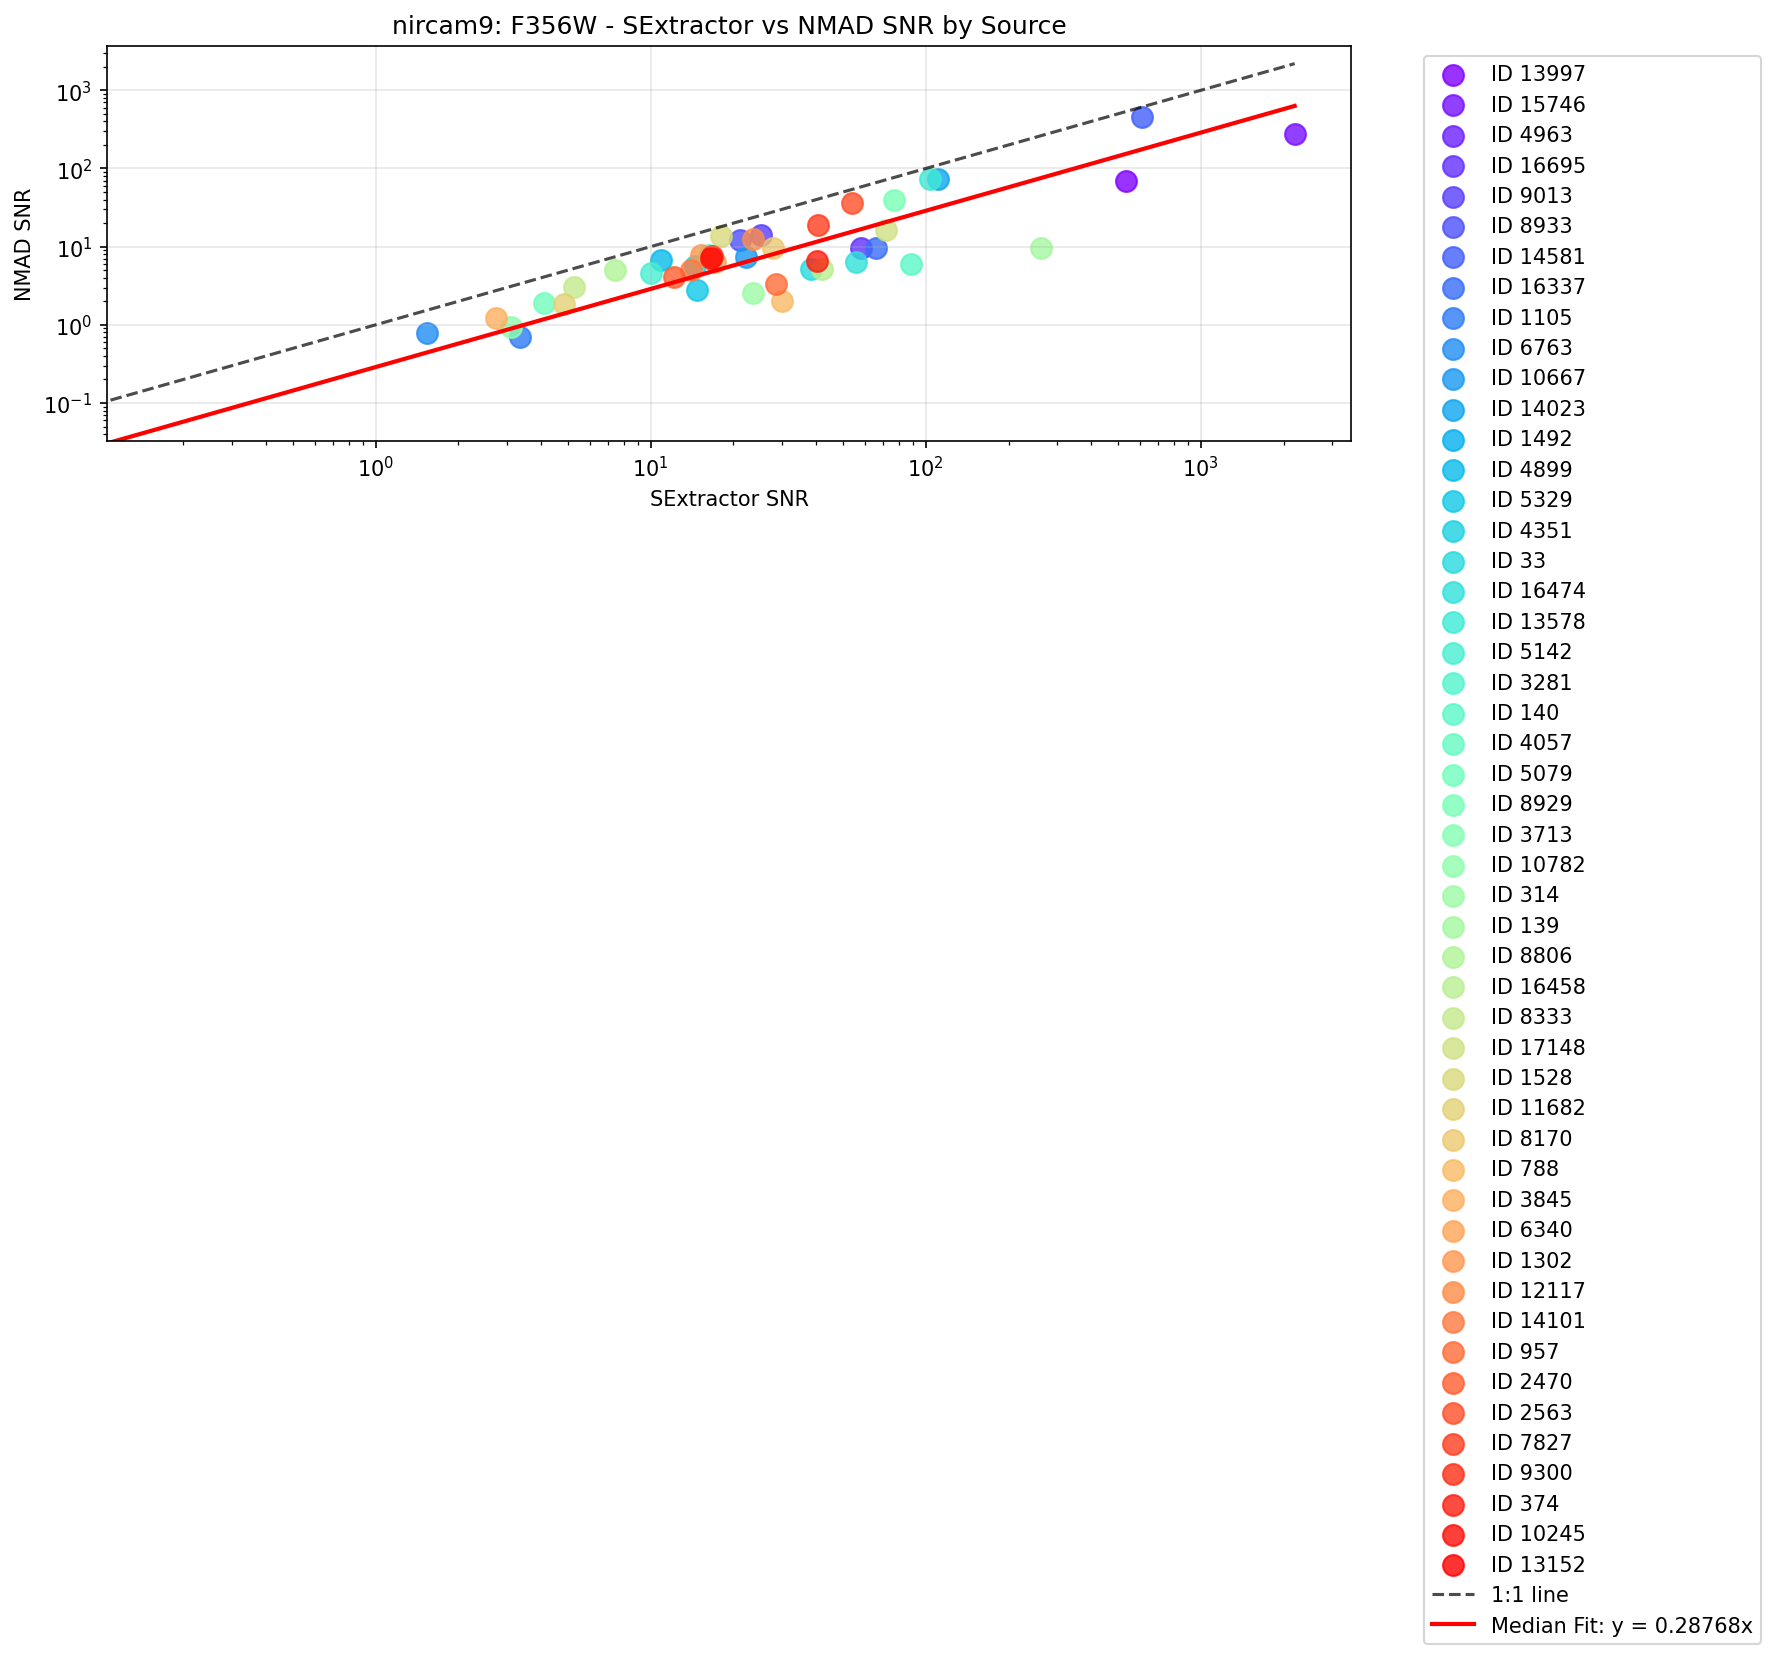 nircam9: F356W - SExtractor vs NMAD SNR by Source
NMAD SNR
10³
10²
10¹
10⁰
10⁻¹
10⁰ 10¹ 10² 10³
SExtractor SNR
ID 13997
ID 15746
ID 4963
ID 16695
ID 9013
ID 8933
ID 14581
ID 16337
ID 1105
ID 6763
ID 10667
ID 14023
ID 1492
ID 4899
ID 5329
ID 4351
ID 33
ID 16474
ID 13578
ID 5142
ID 3281
ID 140
ID 4057
ID 5079
ID 8929
ID 3713
ID 10782
ID 314
ID 139
ID 8806
ID 16458
ID 8333
ID 17148
ID 1528
ID 11682
ID 8170
ID 788
ID 3845
ID 6340
ID 1302
ID 12117
ID 14101
ID 957
ID 2470
ID 2563
ID 7827
ID 9300
ID 374
ID 10245
ID 13152
1:1 line
Median Fit: y = 0.28768x